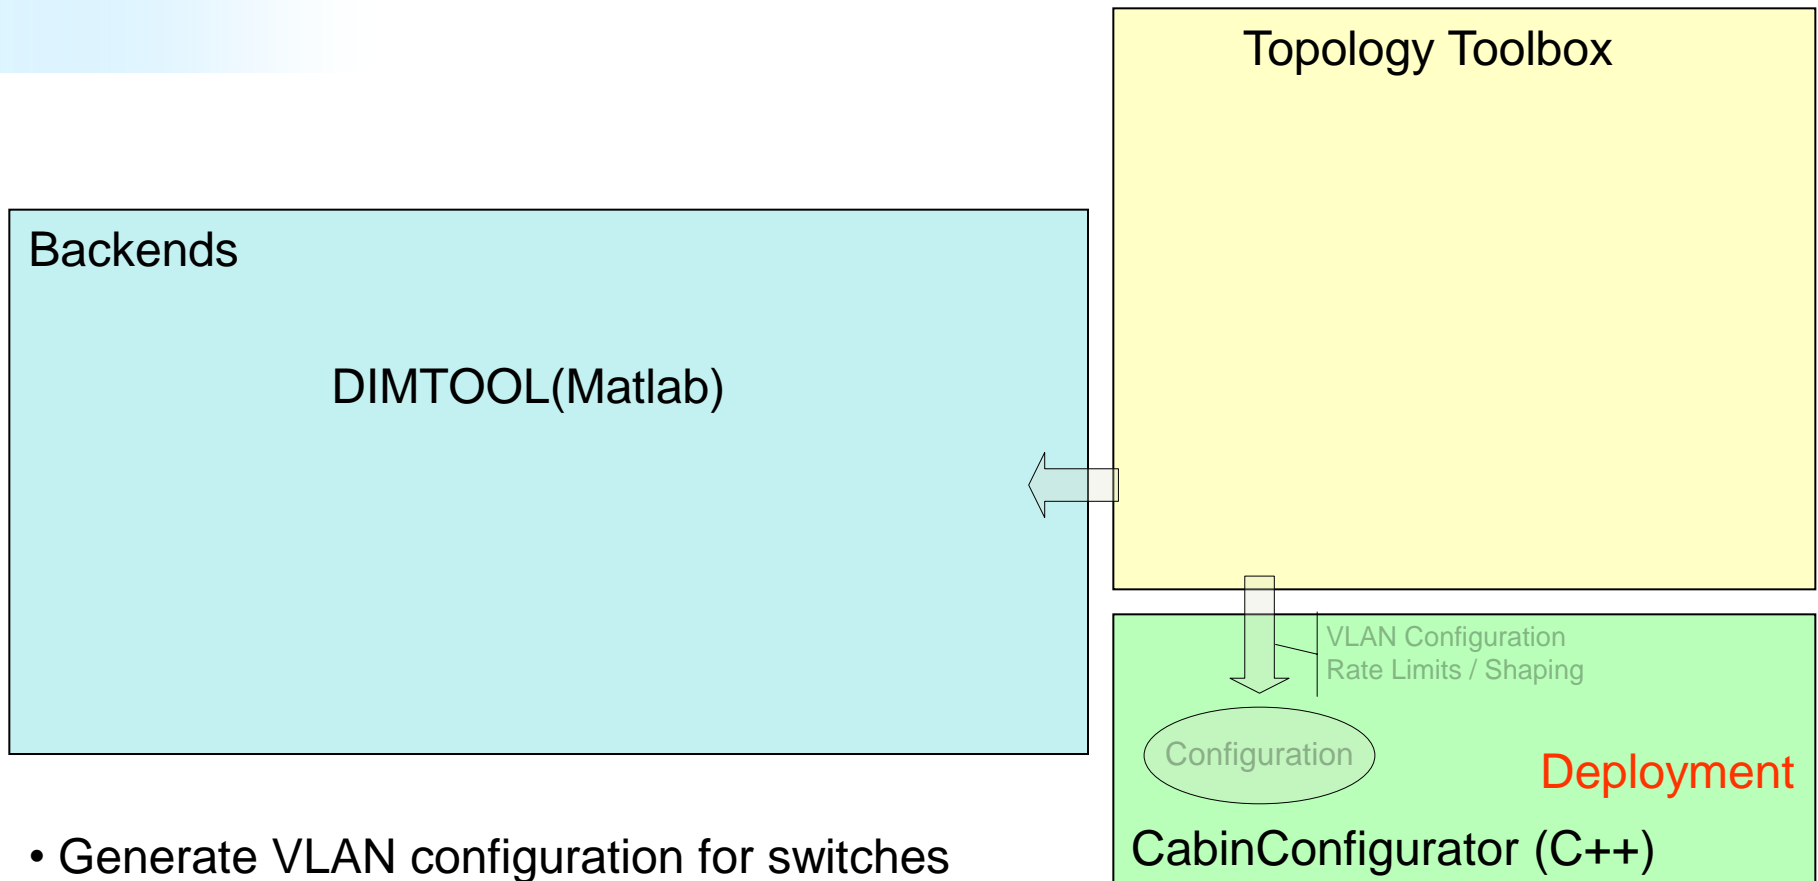 Topology Toolbox
Backends
DIMTOOL(Matlab)
VLAN Configuration
Rate Limits / Shaping
Configuration
Deployment
CabinConfigurator (C++)
• Generate VLAN configuration for switches